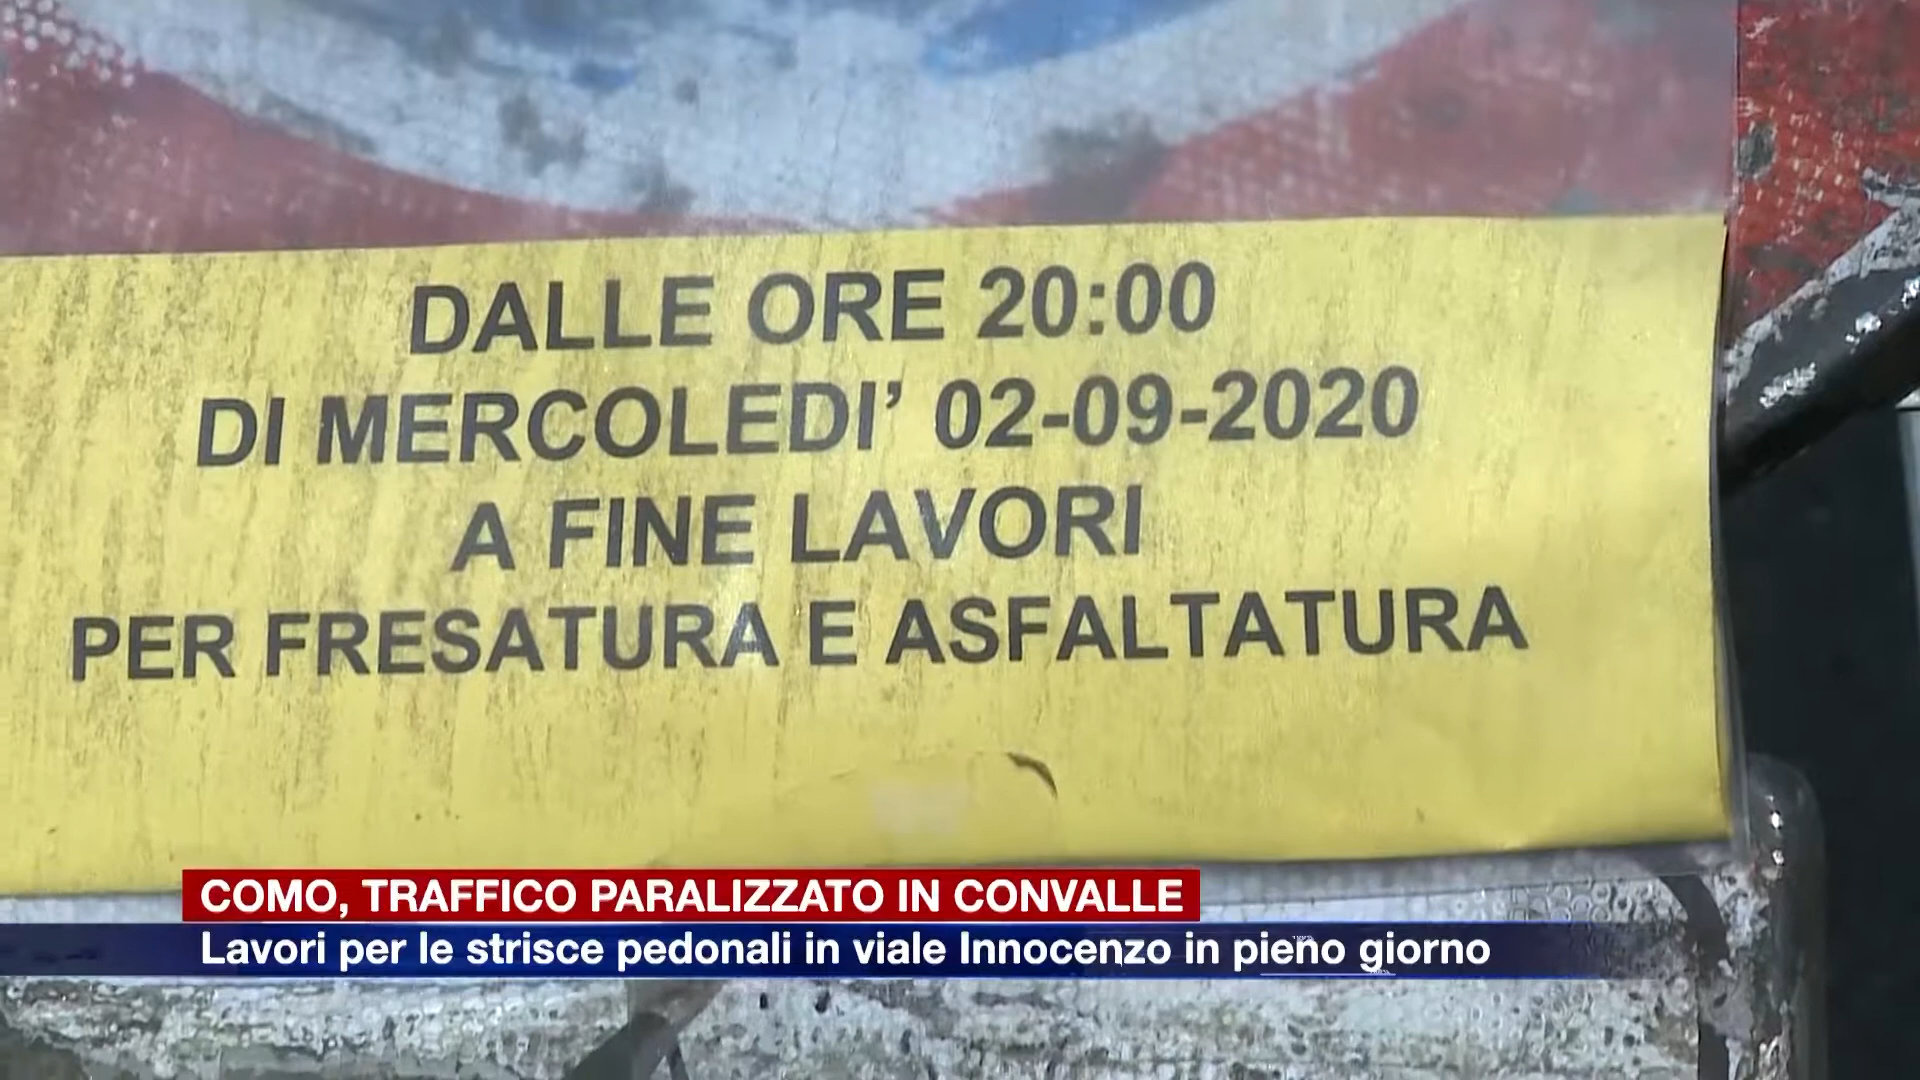 DALLE ORE 20:00
DI MERCOLEDI’ 02-09-2020
A FINE LAVORI
PER FRESATURA E ASFALTATURA
COMO, TRAFFICO PARALIZZATO IN CONVALLE
Lavori per le strisce pedonali in viale Innocenzo in pieno giorno